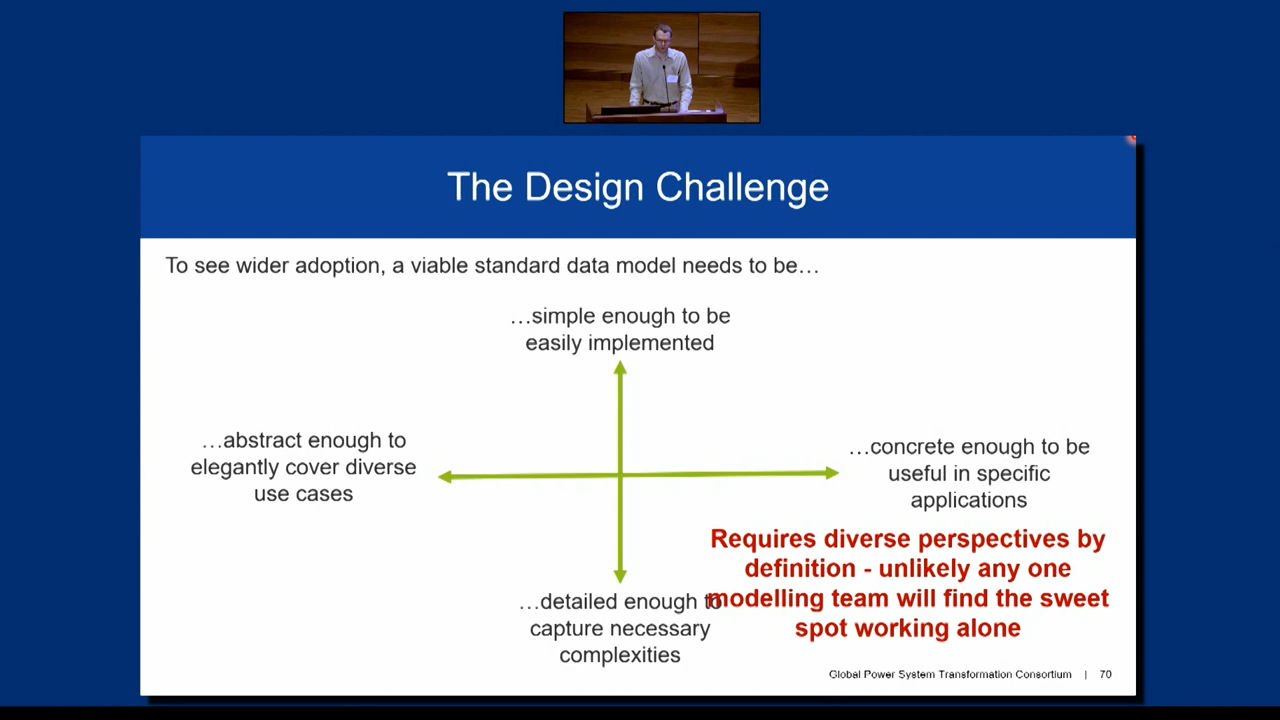 The Design Challenge
To see wider adoption, a viable standard data model needs to be…
…simple enough to be
easily implemented
…abstract enough to
elegantly cover diverse
use cases
…concrete enough to be
useful in specific
applications
Requires diverse perspectives by
definition - unlikely any one
modelling team will find the sweet
spot working alone
…detailed enough to
capture necessary
complexities
Global Power System Transformation Consortium | 70